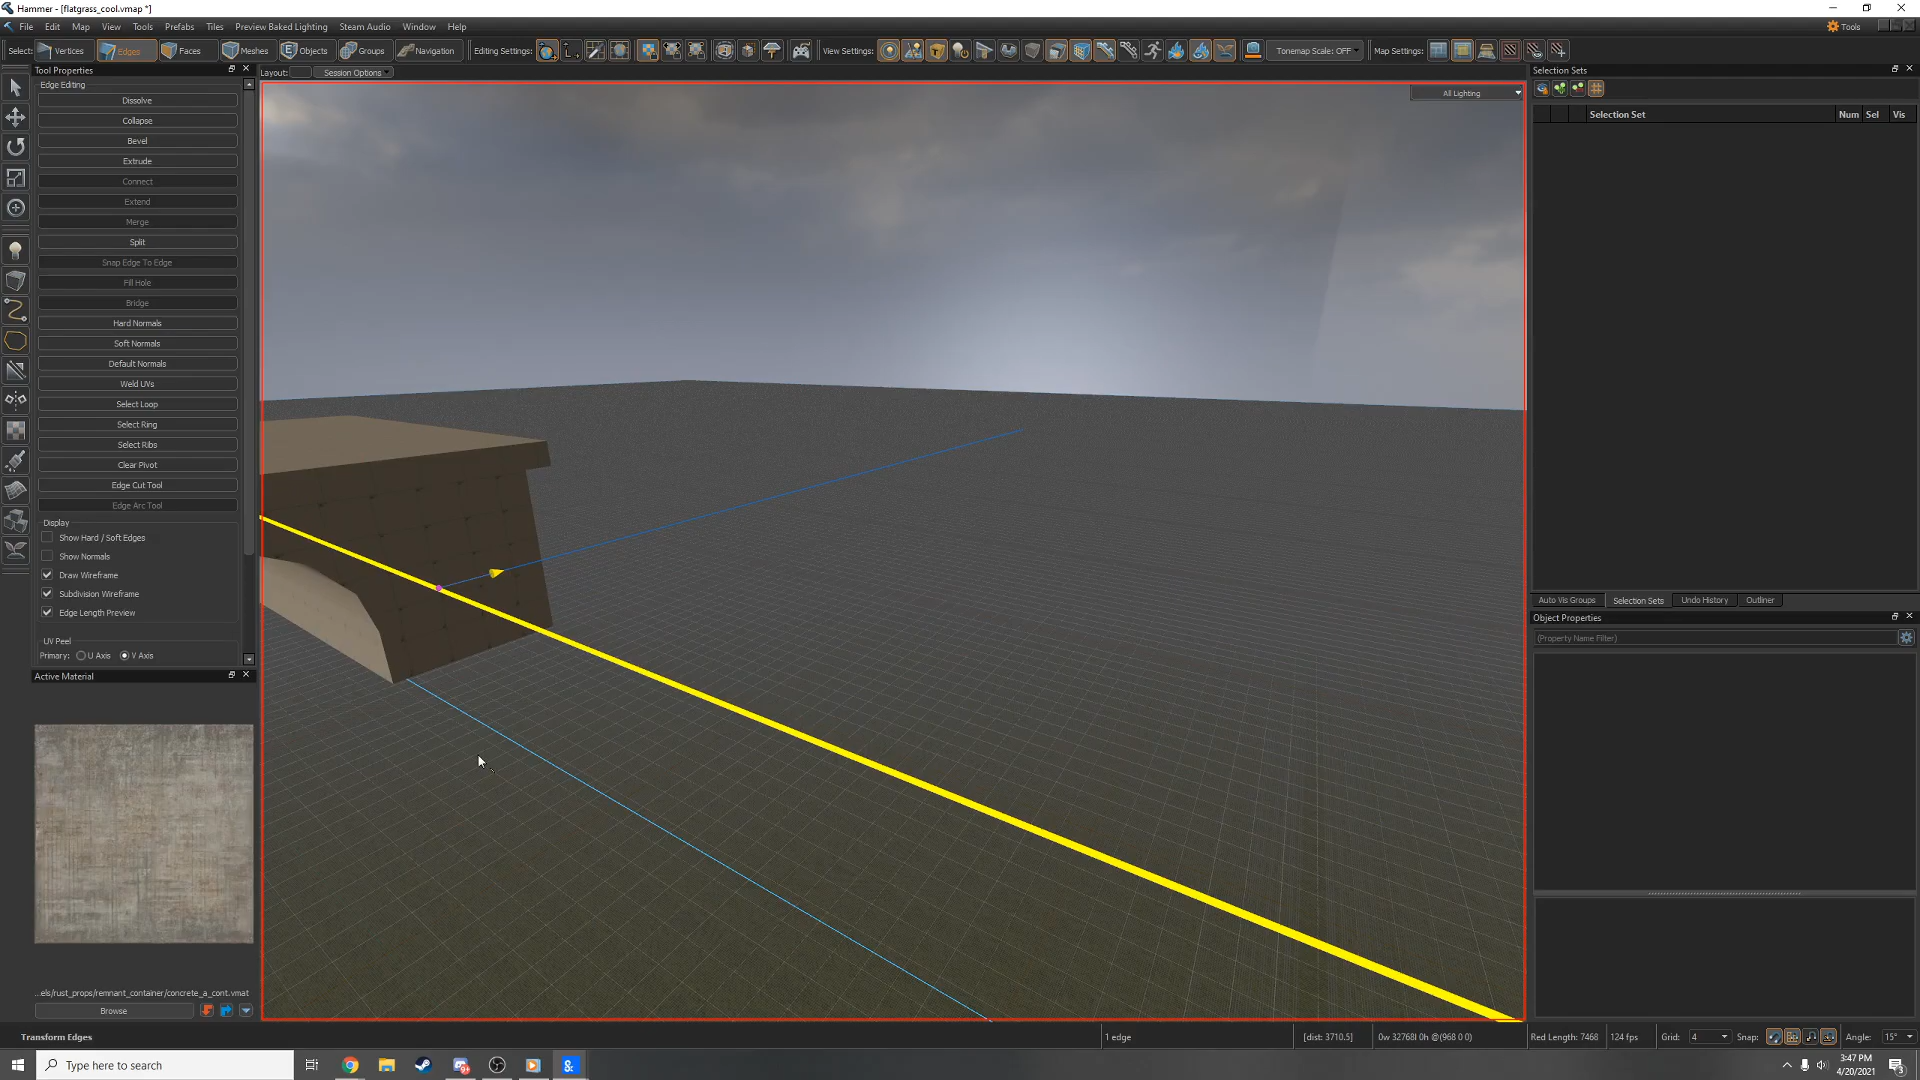 Hammer - [flatgrass_cool.vmap *]
File Edit Map View Tools Prefabs Tiles Preview Baked Lighting Steam Audio Window Help
Tools
Select: Vertices Edges Faces Meshes Objects Groups Navigation Editing Settings: View Settings: Tonemap Scale: OFF Map Settings:
Tool Properties
Layout: Session Options
Selection Sets
Edge Editing
Dissolve
Collapse
Bevel
Extrude
Connect
Extend
Merge
Split
Snap Edge To Edge
Fill Hole
Bridge
Hard Normals
Soft Normals
Default Normals
Weld UVs
Select Loop
Select Ring
Select Ribs
Clear Pivot
Edge Cut Tool
Edge Arc Tool
Display
Show Hard / Soft Edges
Show Normals
Draw Wireframe
Subdivision Wireframe
Edge Length Preview
UV Peel
Primary: U Axis V Axis
Active Material
..els/rust_props/remnant_container/concrete_a_cont.vmat
Browse
All Lighting
Selection Set Num Sel Vis
Auto Vis Groups Selection Sets Undo History Outliner
Object Properties
(Property Name Filter)
Transform Edges
1 edge
[dist: 3710.5]
0w 32768l 0h @(968 0 0)
Red Length: 7468
124 fps
Grid: 4
Snap:
Angle: 15°
Type here to search
3:47 PM
4/20/2021